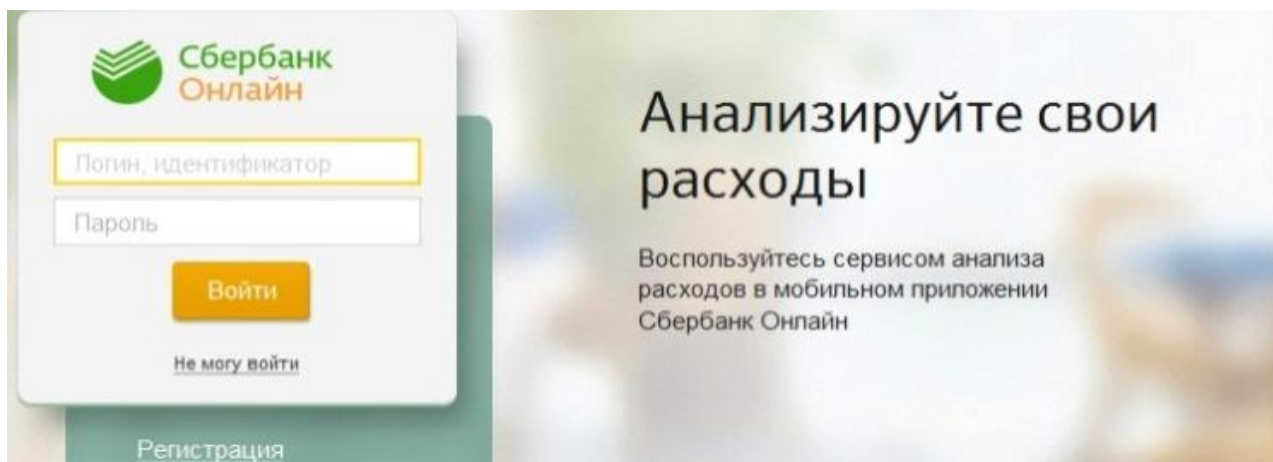 Сбербанк
Онлайн
Логин, идентификатор
Пароль
Войти
Не могу войти
Регистрация
Анализируйте свои
расходы
Воспользуйтесь сервисом анализа
расходов в мобильном приложении
Сбербанк Онлайн